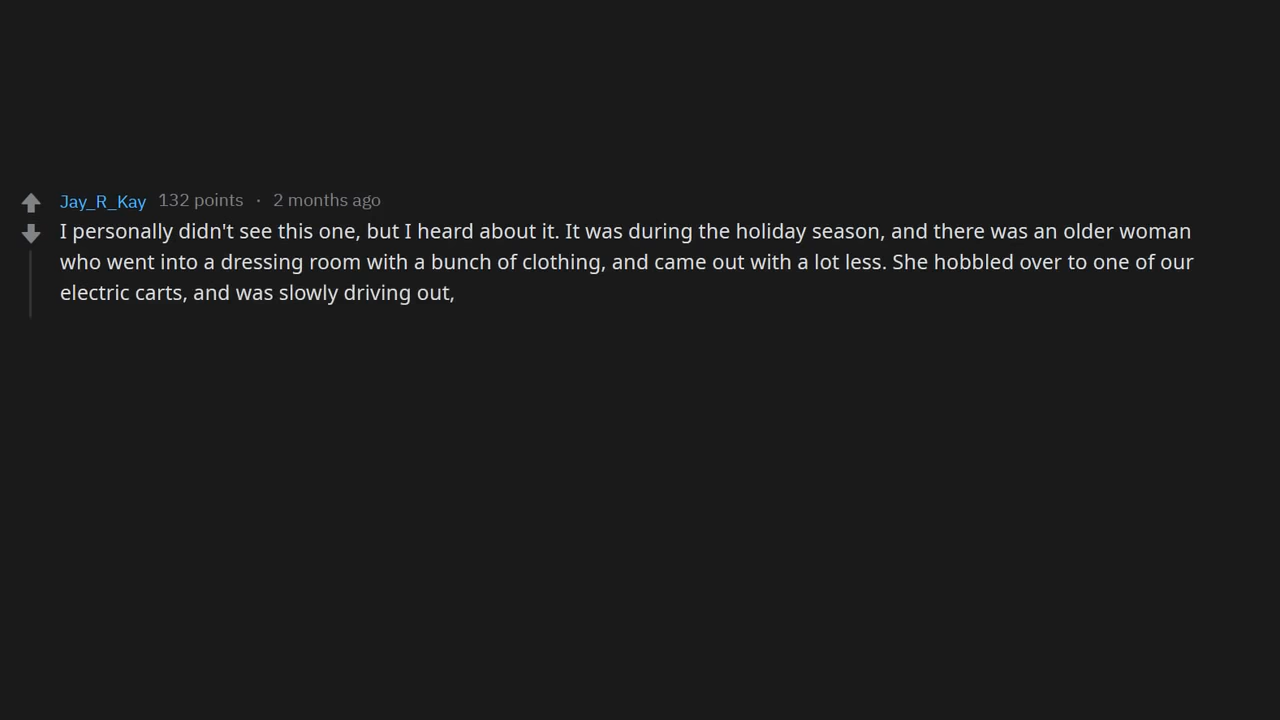 Jay_R_Kay 132 points · 2 months ago
I personally didn't see this one, but I heard about it. It was during the holiday season, and there was an older woman
who went into a dressing room with a bunch of clothing, and came out with a lot less. She hobbled over to one of our
electric carts, and was slowly driving out,